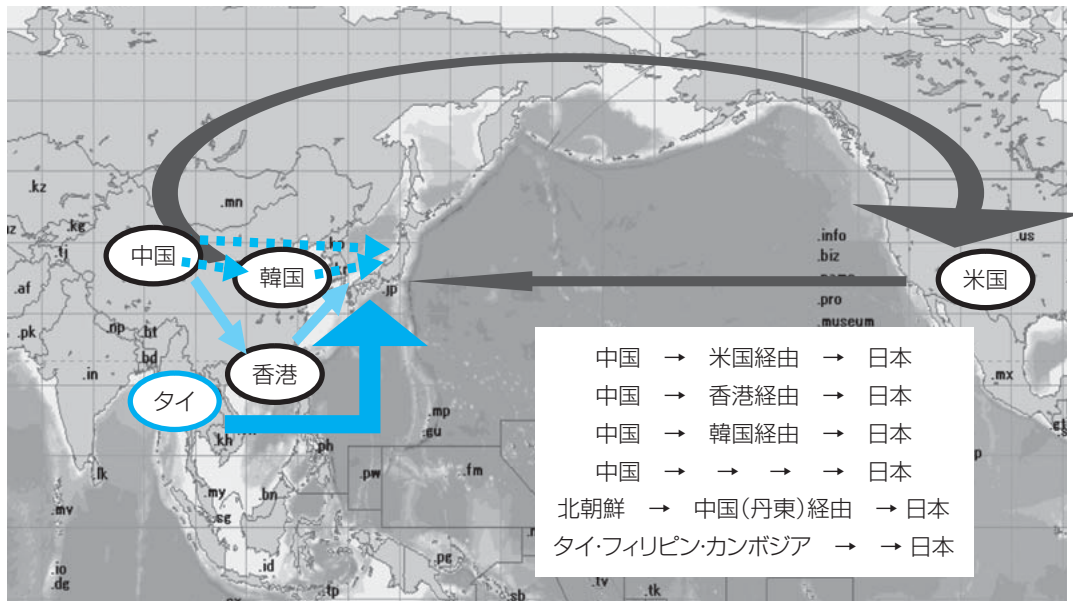 .kz
.mn
.kg
.tj
中国
韓国
.af
.jp
.info
.us
.biz
米国
.pro
.museum
.pk
.np
.bt
.bd
.in
香港
タイ
.mx
.mp
.gu
.kh
.ph
.lk
.pw
.fm
.my
.bn
.mv
.sg
.io
.id
.dg
.pg
.tp
.sb
.tv
.tk
中国 → 米国経由 → 日本
中国 → 香港経由 → 日本
中国 → 韓国経由 → 日本
中国 → → → → 日本
北朝鮮 → 中国(丹東)経由 → 日本
タイ・フィリピン・カンボジア → → 日本